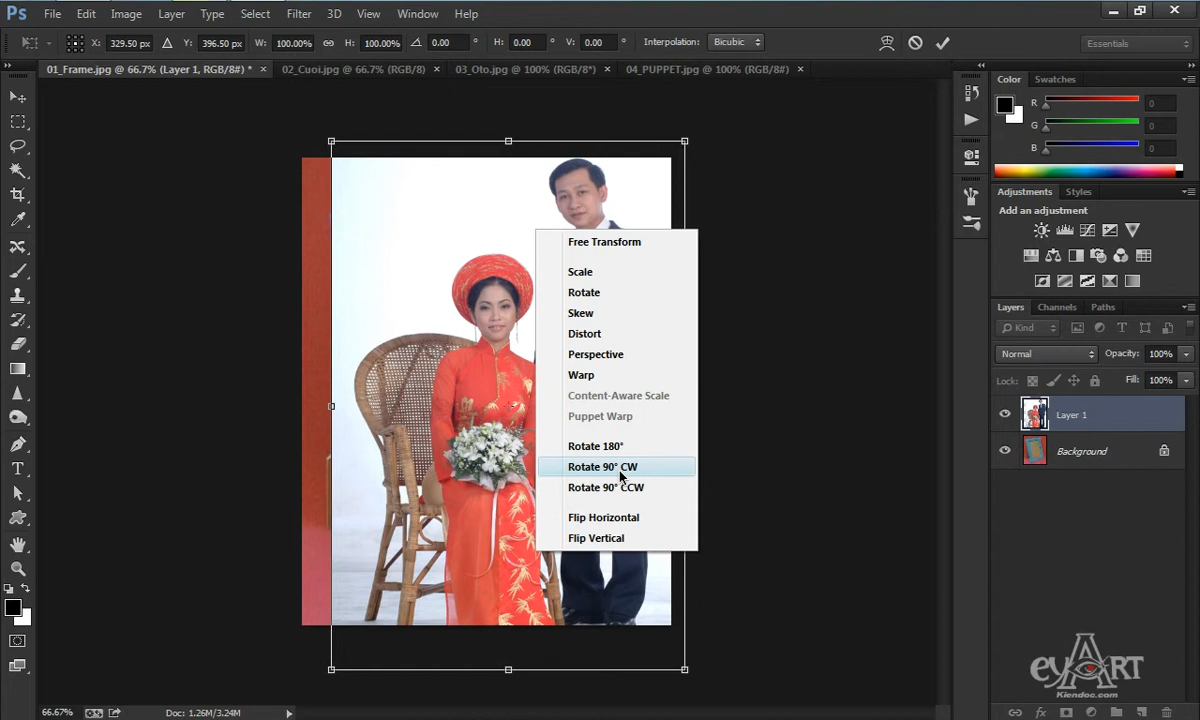 Ps File Edit Image Layer Type Select Filter 3D View Window Help
X: 329.50 px Y: 396.50 px W: 100.00% H: 100.00% 0.00 ° H: 0.00 ° V: 0.00 ° Interpolation: Bicubic Essentials
01_Frame.jpg @ 66.7% (Layer 1, RGB/8#) * × 02_Cuoi.jpg @ 66.7% (RGB/8) × 03_Oto.jpg @ 100% (RGB/8*) × 04_PUPPET.jpg @ 100% (RGB/8#) ×
Color Swatches
R 0
G 0
B 0
Adjustments Styles
Add an adjustment
Layers Channels Paths
Kind
Normal Opacity: 100%
Lock: Fill: 100%
Layer 1
Background
Free Transform
Scale
Rotate
Skew
Distort
Perspective
Warp
Content-Aware Scale
Puppet Warp
Rotate 180°
Rotate 90° CW
Rotate 90° CCW
Flip Horizontal
Flip Vertical
eyART
Kiendoc.com
66.67% Doc: 1.26M/3.24M